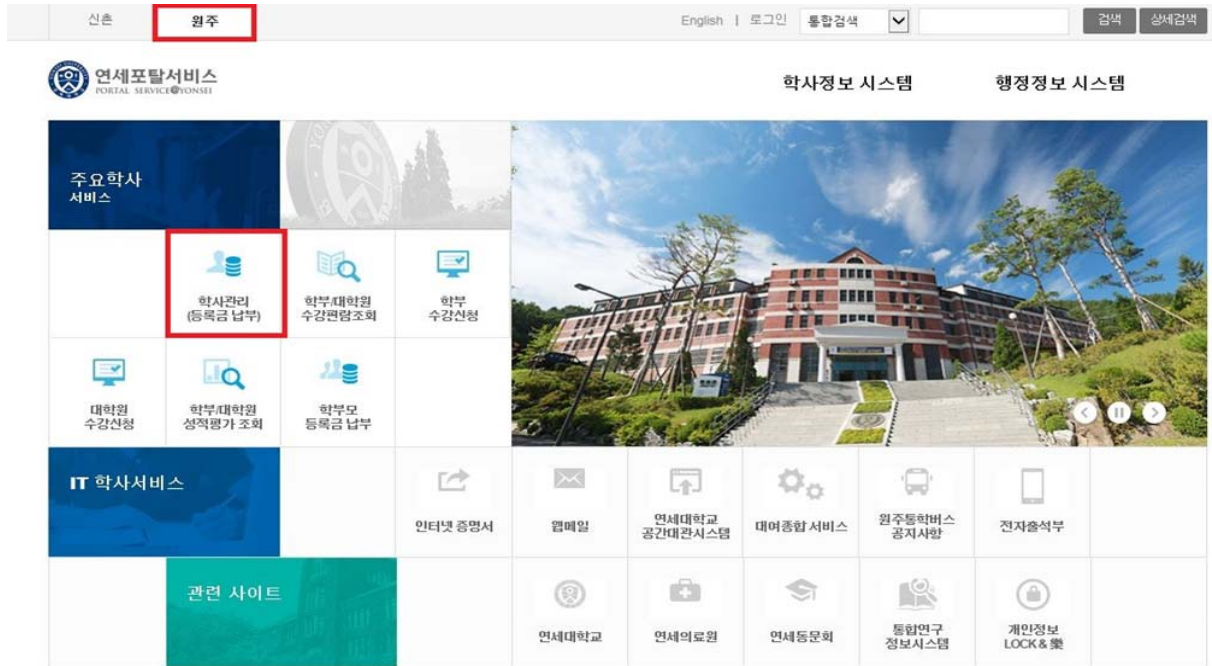 신촌
원주
English | 로그인
통합검색
검색
상세검색
연세포탈서비스
PORTAL SERVICE@YONSEI
학사정보 시스템
행정정보 시스템
주요학사
서비스
학사관리
(등록금 납부)
학부/대학원
수강편람조회
학부
수강신청
대학원
수강신청
학부/대학원
성적평가 조회
학부모
등록금 납부
IT 학사서비스
인터넷 증명서
웹메일
연세대학교
공간대관시스템
대여종합 서비스
원주통학버스
공지사항
전자출석부
관련 사이트
연세대학교
연세의료원
연세동문회
통합연구
정보시스템
개인정보
LOCK & 樂